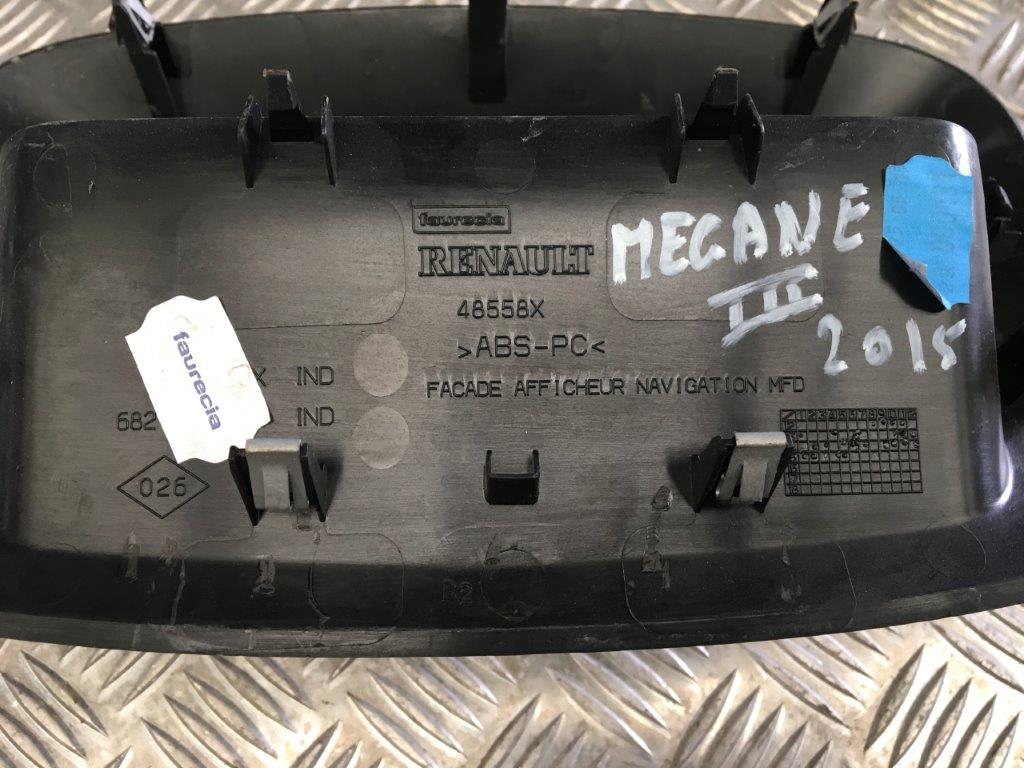 faurecia
RENAULT
48558X
>ABS-PC<
FACADE AFFICHEUR NAVIGATION MFD
MEGANE
III
2015
faurecia
X IND
682 IND
026